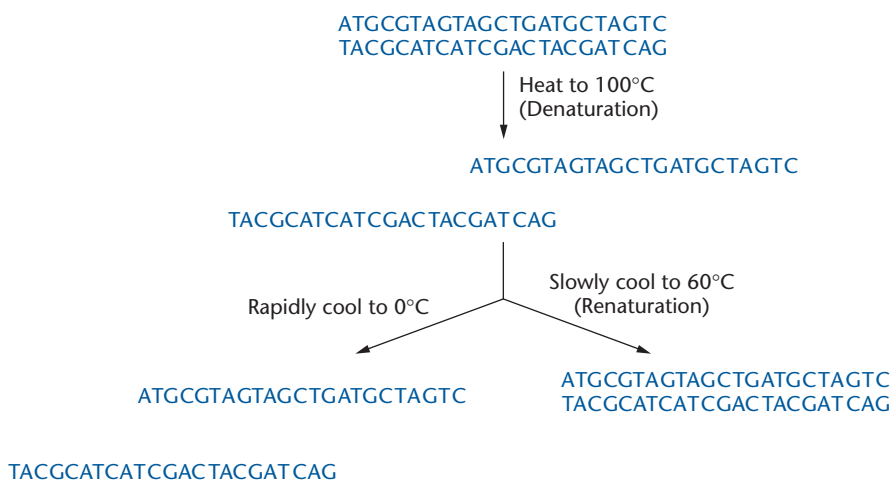 ATGCGTAGTAGCTGATGCTAGTC
TACGCATCATCGACTACGATCAG
Heat to 100°C
(Denaturation)
ATGCGTAGTAGCTGATGCTAGTC
TACGCATCATCGACTACGATCAG
Rapidly cool to 0°C
Slowly cool to 60°C
(Renaturation)
ATGCGTAGTAGCTGATGCTAGTC
ATGCGTAGTAGCTGATGCTAGTC
TACGCATCATCGACTACGATCAG
TACGCATCATCGACTACGATCAG